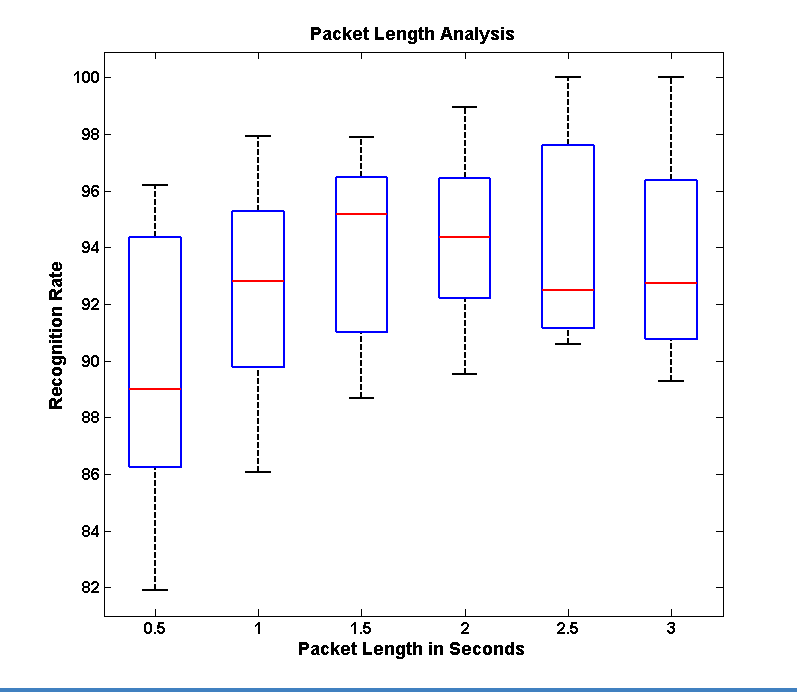 Packet Length Analysis
100
98
96
94
92
90
88
86
84
82
Recognition Rate
0.5 1 1.5 2 2.5 3
Packet Length in Seconds